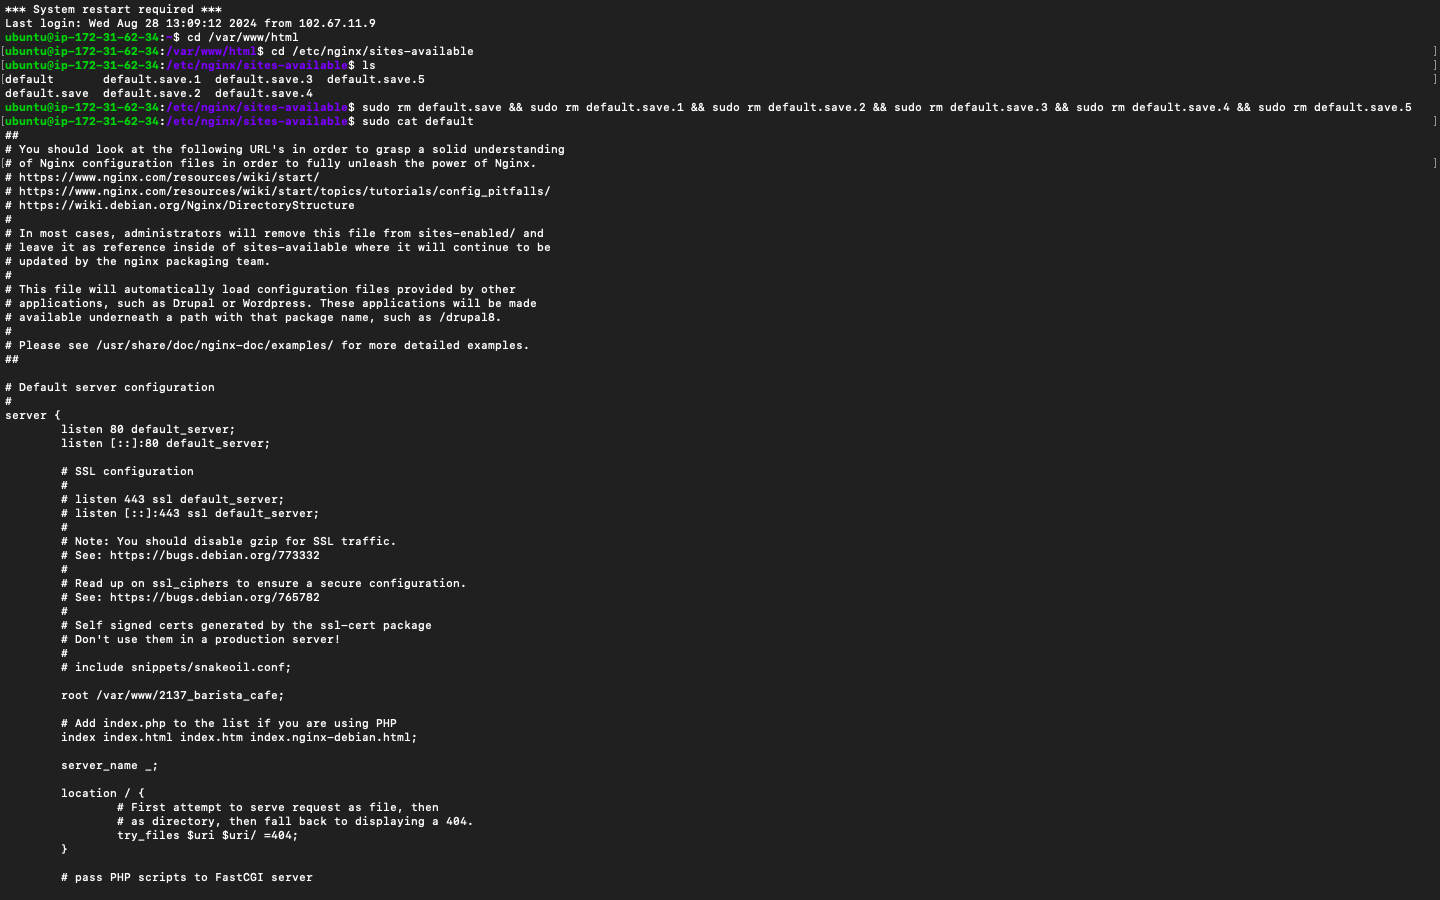 *** System restart required ***
Last login: Wed Aug 28 13:09:12 2024 from 102.67.11.9
ubuntu@ip-172-31-62-34:~$ cd /var/www/html
[ubuntu@ip-172-31-62-34:/var/www/html$ cd /etc/nginx/sites-available ]
[ubuntu@ip-172-31-62-34:/etc/nginx/sites-available$ ls ]
[default       default.save.1  default.save.3  default.save.5 ]
default.save  default.save.2  default.save.4
ubuntu@ip-172-31-62-34:/etc/nginx/sites-available$ sudo rm default.save && sudo rm default.save.1 && sudo rm default.save.2 && sudo rm default.save.3 && sudo rm default.save.4 && sudo rm default.save.5
[ubuntu@ip-172-31-62-34:/etc/nginx/sites-available$ sudo cat default ]
##
# You should look at the following URL's in order to grasp a solid understanding
[# of Nginx configuration files in order to fully unleash the power of Nginx. ]
# https://www.nginx.com/resources/wiki/start/
# https://www.nginx.com/resources/wiki/start/topics/tutorials/config_pitfalls/
# https://wiki.debian.org/Nginx/DirectoryStructure
#
# In most cases, administrators will remove this file from sites-enabled/ and
# leave it as reference inside of sites-available where it will continue to be
# updated by the nginx packaging team.
#
# This file will automatically load configuration files provided by other
# applications, such as Drupal or Wordpress. These applications will be made
# available underneath a path with that package name, such as /drupal8.
#
# Please see /usr/share/doc/nginx-doc/examples/ for more detailed examples.
##

# Default server configuration
#
server {
        listen 80 default_server;
        listen [::]:80 default_server;

        # SSL configuration
        #
        # listen 443 ssl default_server;
        # listen [::]:443 ssl default_server;
        #
        # Note: You should disable gzip for SSL traffic.
        # See: https://bugs.debian.org/773332
        #
        # Read up on ssl_ciphers to ensure a secure configuration.
        # See: https://bugs.debian.org/765782
        #
        # Self signed certs generated by the ssl-cert package
        # Don't use them in a production server!
        #
        # include snippets/snakeoil.conf;

        root /var/www/2137_barista_cafe;

        # Add index.php to the list if you are using PHP
        index index.html index.htm index.nginx-debian.html;

        server_name _;

        location / {
                # First attempt to serve request as file, then
                # as directory, then fall back to displaying a 404.
                try_files $uri $uri/ =404;
        }

        # pass PHP scripts to FastCGI server